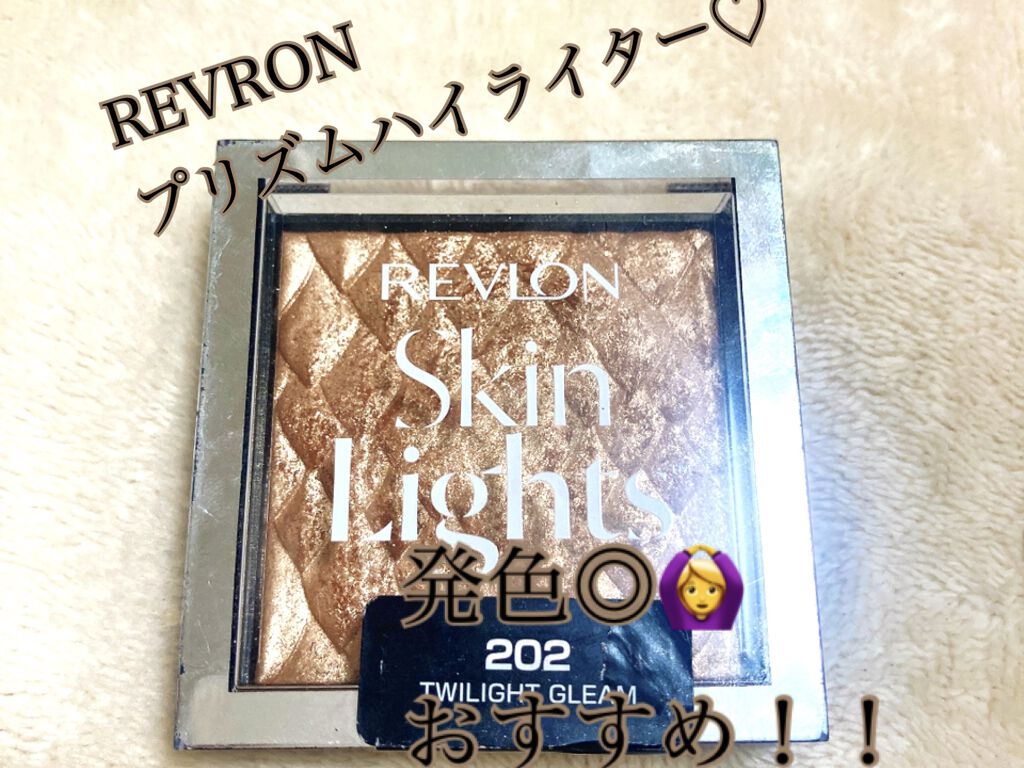 REVRON
プリズムハイライター♡
REVLON
Skin
Lights
発色◎🙆‍♀️
202
TWILIGHT GLEAM
おすすめ！！